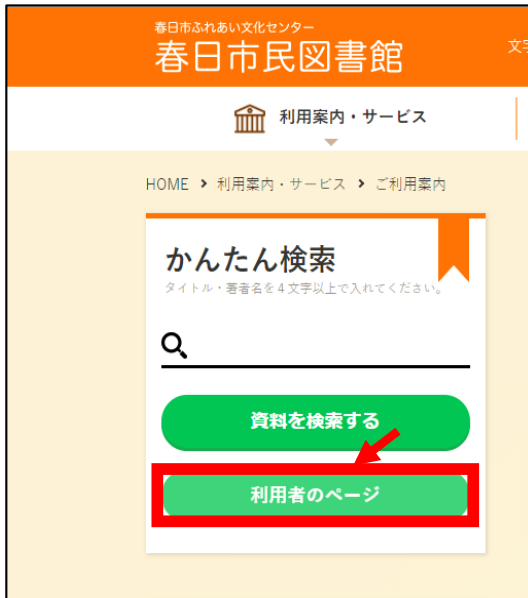 春日市ふれあい文化センター
春日市民図書館
文字
利用案内・サービス
HOME > 利用案内・サービス > ご利用案内
かんたん検索
タイトル・著者名を4文字以上で入れてください。
資料を検索する
利用者のページ